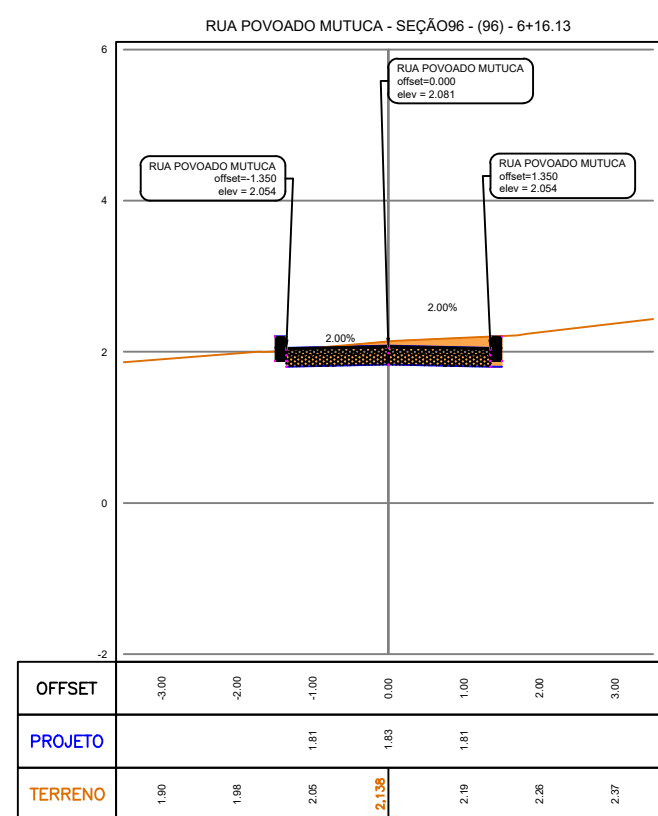 RUA POVOADO MUTUCA - SEÇÃO96 - (96) - 6+16.13
6
RUA POVOADO MUTUCA
offset=0.000
elev = 2.081
RUA POVOADO MUTUCA
offset=-1.350
elev = 2.054
RUA POVOADO MUTUCA
offset=1.350
elev = 2.054
4
2.00%
2.00%
2
0
-2
OFFSET -3.00 -2.00 -1.00 0.00 1.00 2.00 3.00
PROJETO 1.81 1.83 1.81
TERRENO 1.90 1.98 2.05 2,138 2.19 2.26 2.37